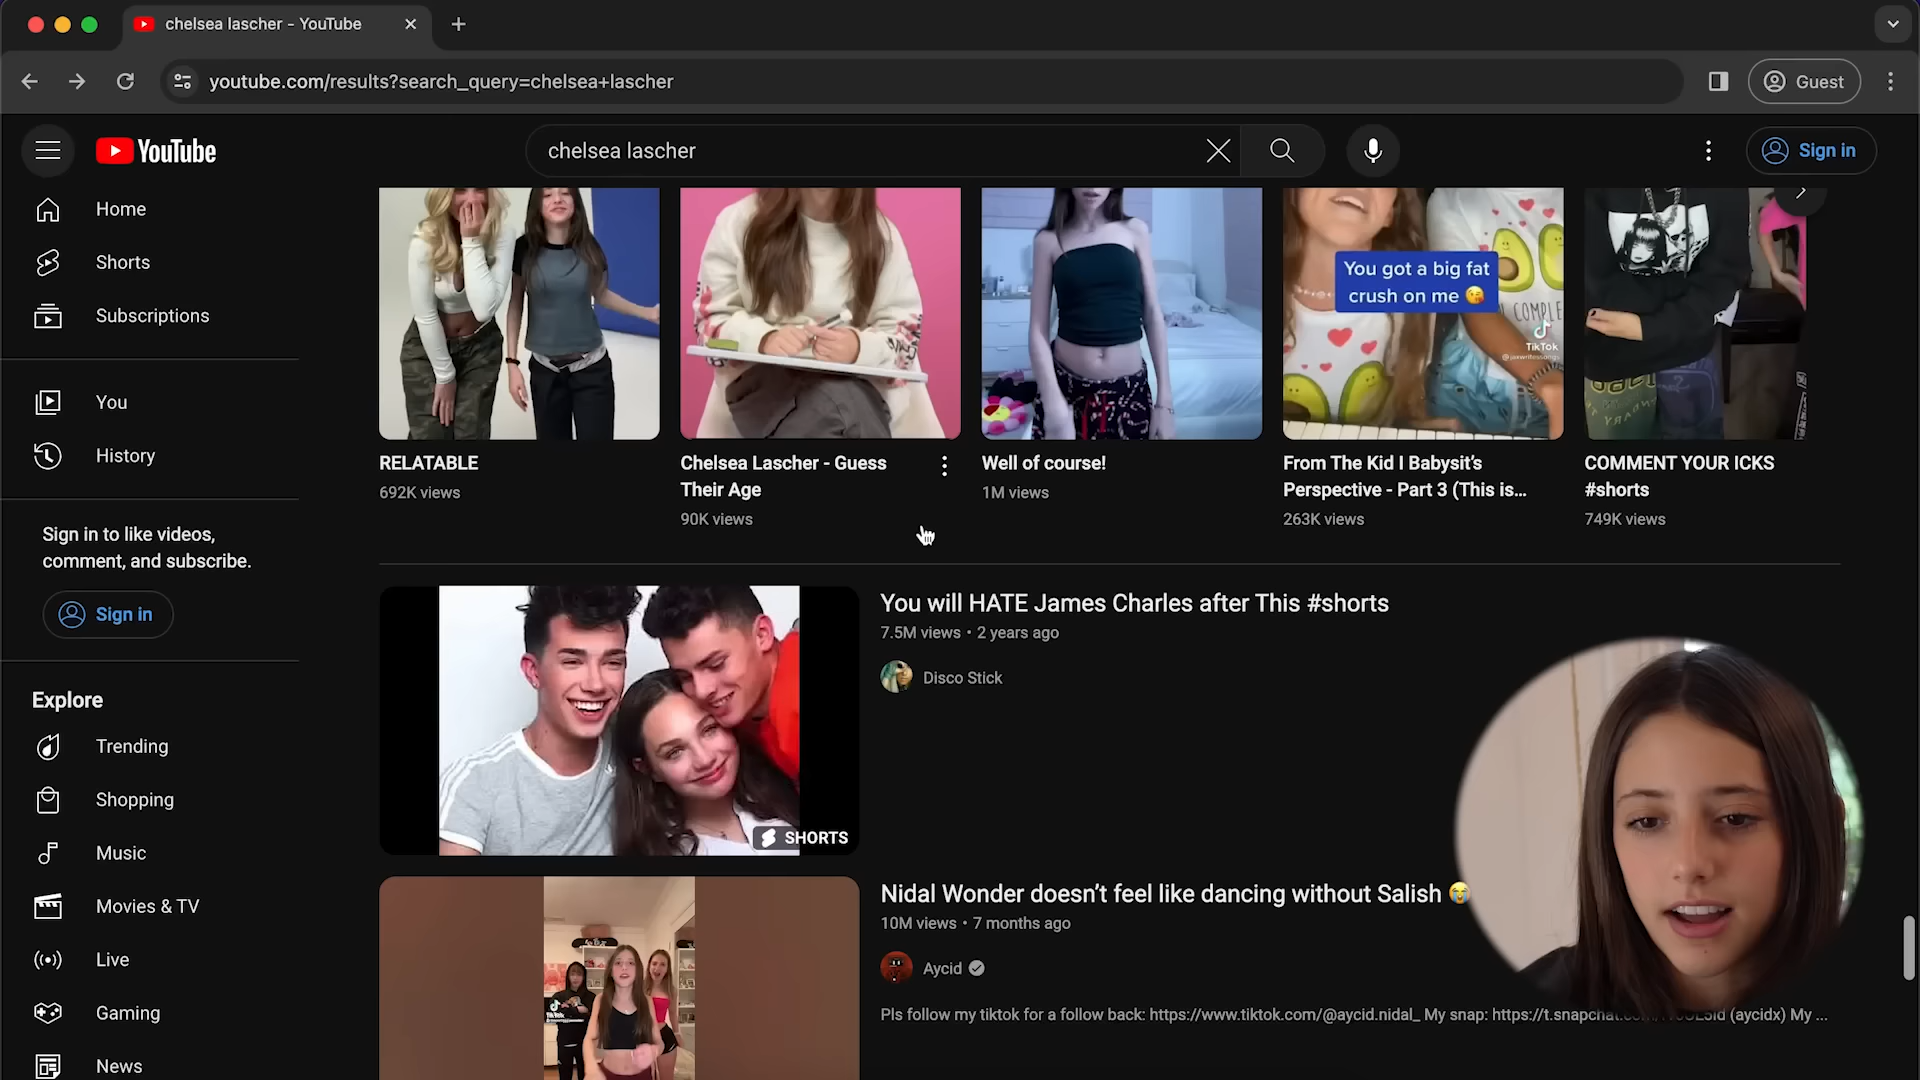 chelsea lascher - YouTube
youtube.com/results?search_query=chelsea+lascher
Guest
YouTube
chelsea lascher
Sign in
Home
Shorts
Subscriptions
You
History
Sign in to like videos,
comment, and subscribe.
Sign in
Explore
Trending
Shopping
Music
Movies & TV
Live
Gaming
News
You got a big fat
crush on me 😘
TikTok
RELATABLE
692K views
Chelsea Lascher - Guess
Their Age
90K views
Well of course!
1M views
From The Kid I Babysit's
Perspective - Part 3 (This is...
263K views
COMMENT YOUR ICKS
#shorts
749K views
SHORTS
You will HATE James Charles after This #shorts
7.5M views • 2 years ago
Disco Stick
Nidal Wonder doesn't feel like dancing without Salish 😭
10M views • 7 months ago
Aycid
Pls follow my tiktok for a follow back: https://www.tiktok.com/@aycid.nidal_ My snap: https://t.snapchat. (aycidx) My ...